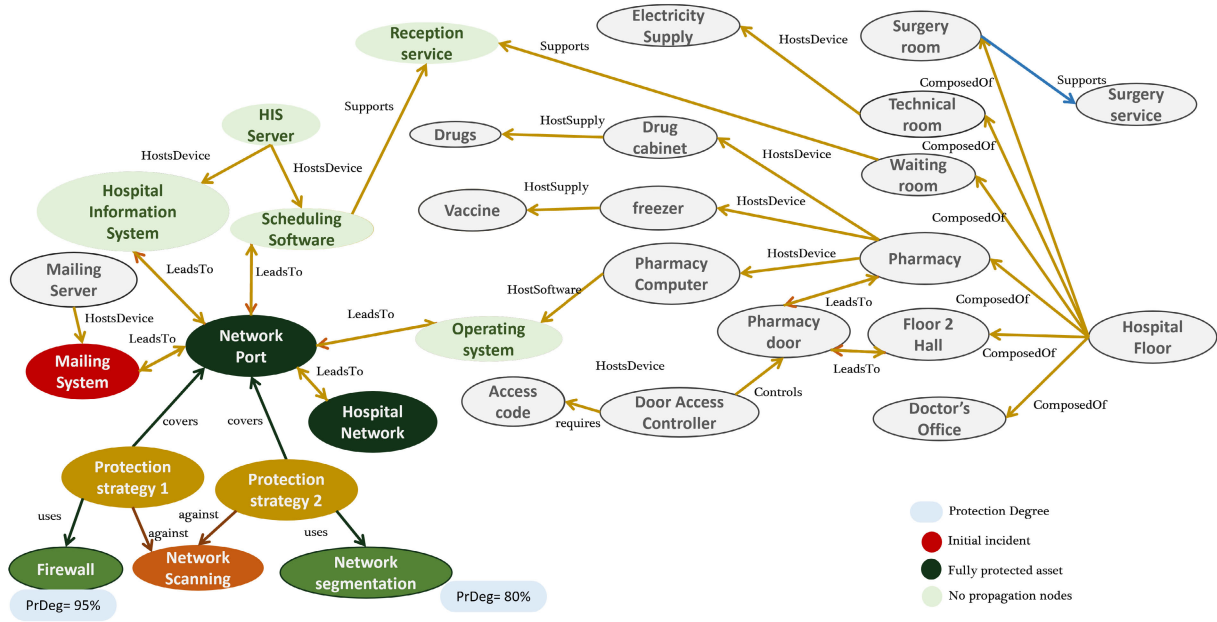 Electricity
Supply
HostsDevice
Surgery
room
Reception
service
Supports
ComposedOf
Supports
Surgery
service
Supports
Technical
room
HIS
Server
HostSupply
Drug
cabinet
Drugs
ComposedOf
Waiting
room
HostsDevice
HostsDevice
HostsDevice
Hospital
Information
System
Scheduling
Software
Vaccine
HostSupply
freezer
HostsDevice
ComposedOf
Mailing
Server
LeadsTo
LeadsTo
Pharmacy
Computer
HostsDevice
Pharmacy
HostSoftware
LeadsTo
ComposedOf
HostsDevice
LeadsTo
Network
Port
LeadsTo
Operating
system
Pharmacy
door
Floor 2
Hall
Hospital
Floor
ComposedOf
Mailing
System
LeadsTo
HostsDevice
LeadsTo
Access
code
requires
Door Access
Controller
Controls
Doctor's
Office
ComposedOf
Hospital
Network
covers
covers
Protection
strategy 1
Protection
strategy 2
uses
against
against
uses
Firewall
Network
Scanning
Network
segmentation
PrDeg= 95%
PrDeg= 80%
Protection Degree
Initial incident
Fully protected asset
No propagation nodes